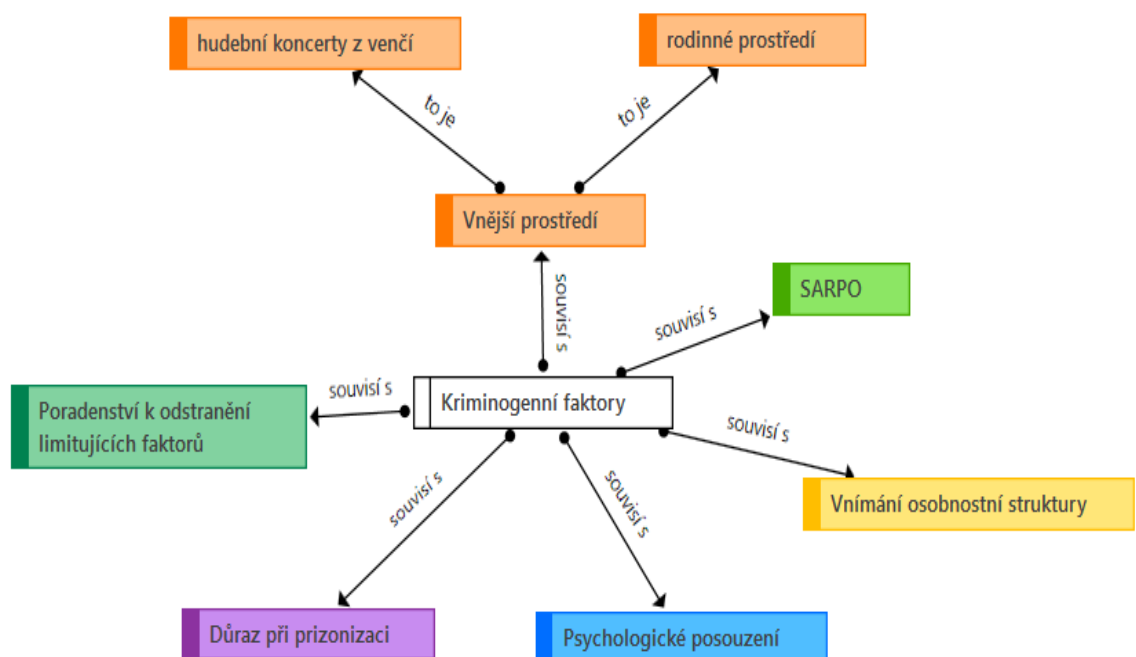 hudební koncerty z venčí
rodinné prostředí
to je
to je
Vnější prostředí
souvisí s
SARPO
souvisí s
Kriminogenní faktory
souvisí s
Poradenství k odstranění
limitujících faktorů
souvisí s
Vnímání osobnostní struktury
souvisí s
souvisí s
Důraz při prizonizaci
Psychologické posouzení